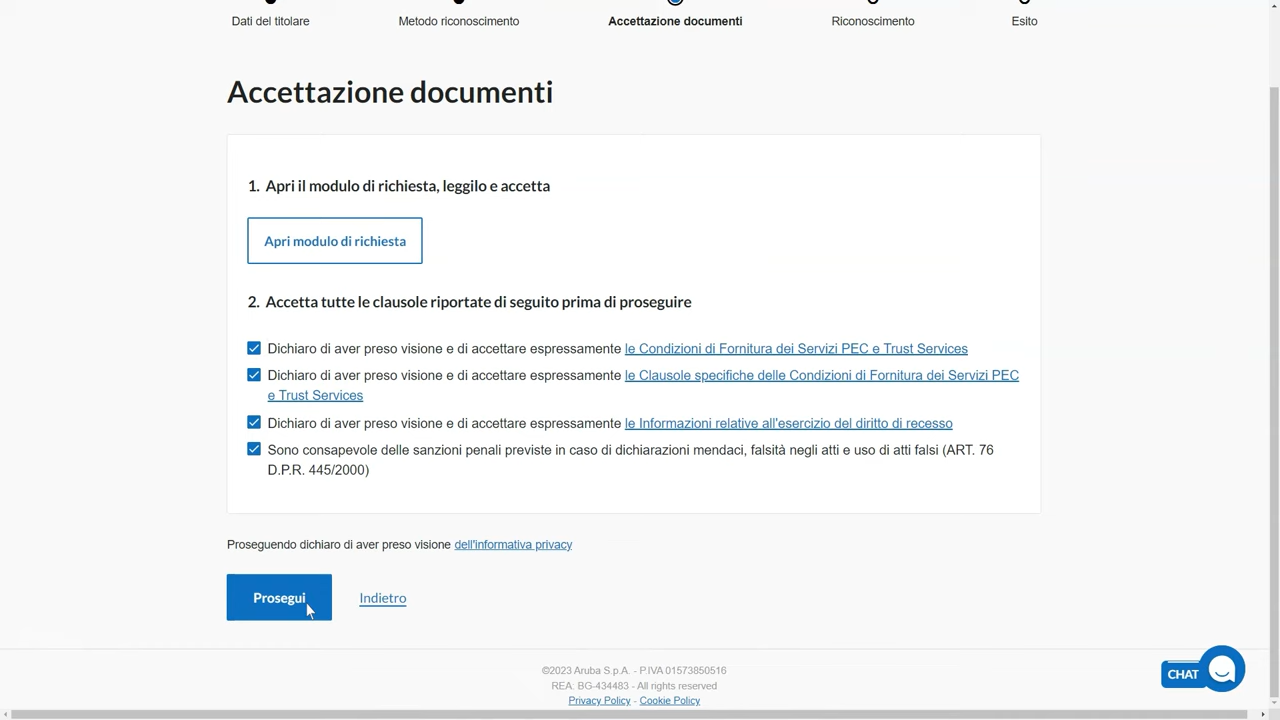 Dati del titolare
Metodo riconoscimento
Accettazione documenti
Riconoscimento
Esito
Accettazione documenti
1. Apri il modulo di richiesta, leggilo e accetta
Apri modulo di richiesta
2. Accetta tutte le clausole riportate di seguito prima di proseguire
Dichiaro di aver preso visione e di accettare espressamente le Condizioni di Fornitura dei Servizi PEC e Trust Services
Dichiaro di aver preso visione e di accettare espressamente le Clausole specifiche delle Condizioni di Fornitura dei Servizi PEC
e Trust Services
Dichiaro di aver preso visione e di accettare espressamente le Informazioni relative all'esercizio del diritto di recesso
Sono consapevole delle sanzioni penali previste in caso di dichiarazioni mendaci, falsità negli atti e uso di atti falsi (ART. 76
D.P.R. 445/2000)
Proseguendo dichiaro di aver preso visione dell'informativa privacy
Prosegui
Indietro
©2023 Aruba S.p.A. - P.IVA 01573850516
REA. BG-434483 - All rights reserved
Privacy Policy - Cookie Policy
CHAT